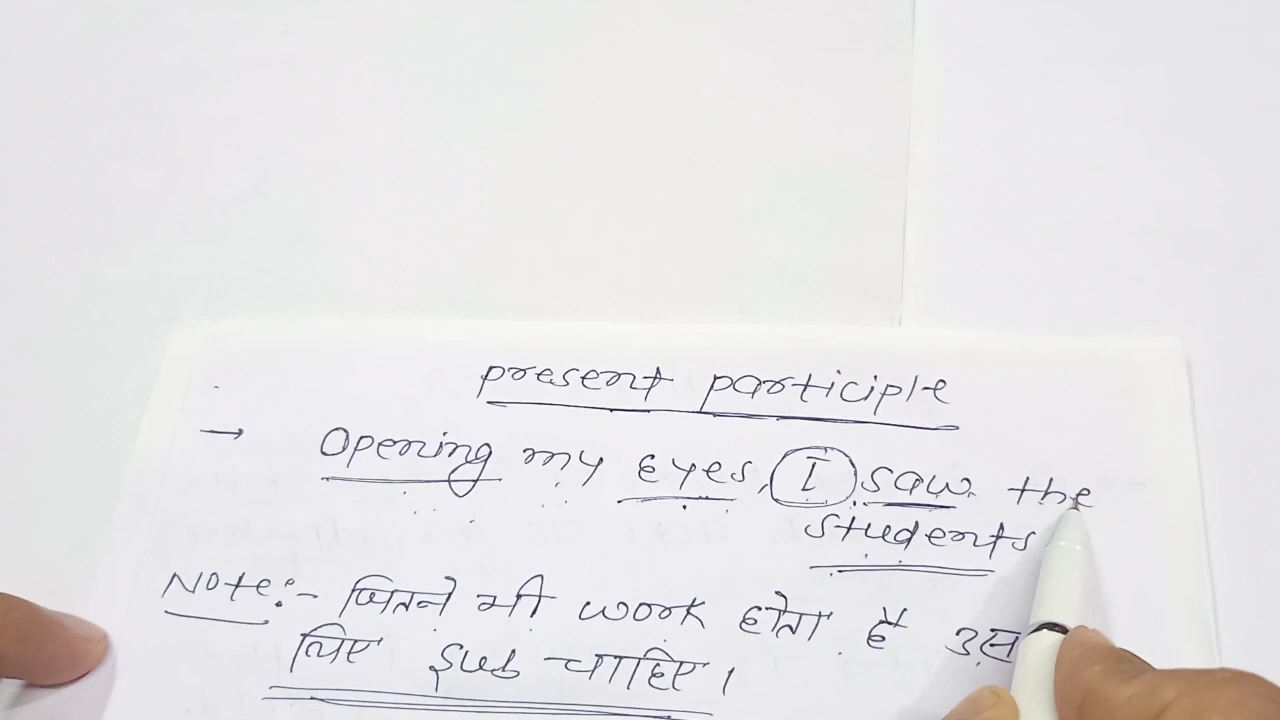 present participle
→ Opening my Eyes, I saw the
students
Note:- जितने भी work होता है उस
लिए sub चाहिए।